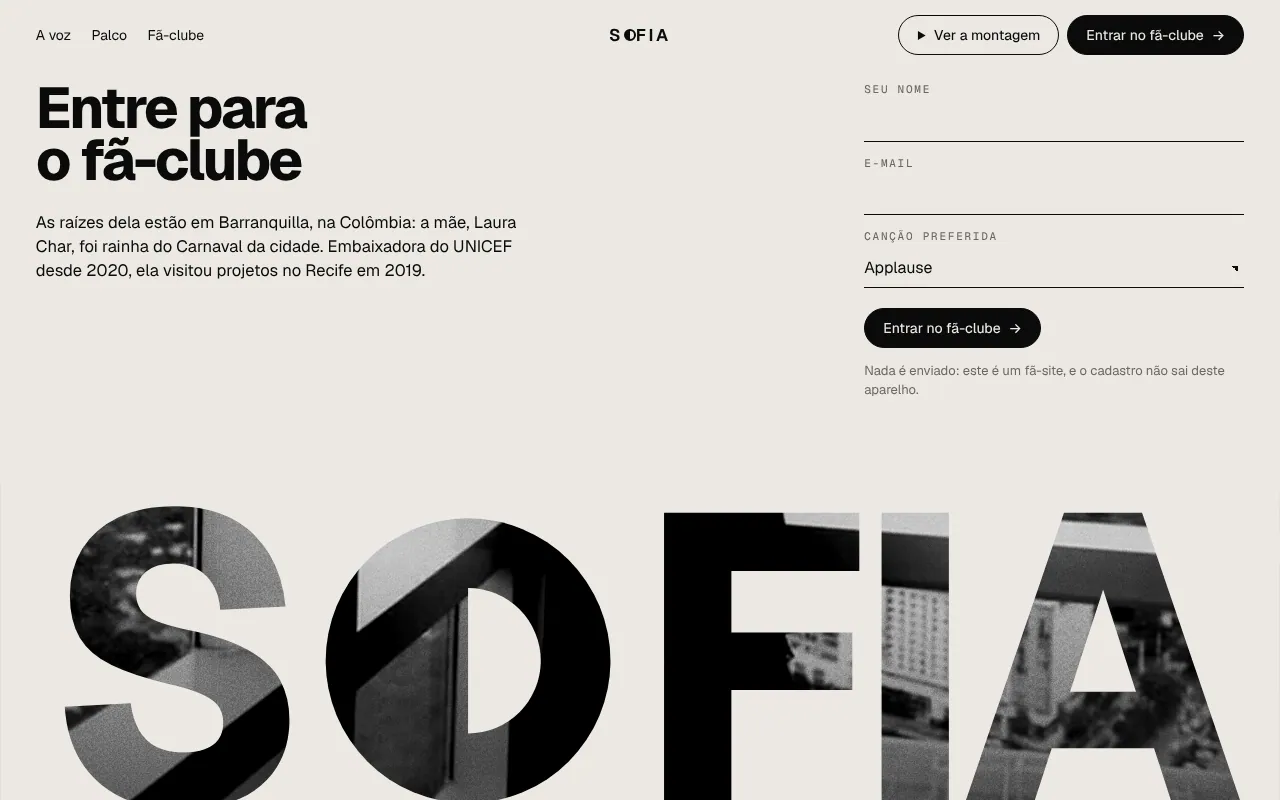 A voz
Palco
Fã-clube
SOFIA
Ver a montagem
Entrar no fã-clube →
Entre para
o fã-clube
As raízes dela estão em Barranquilla, na Colômbia: a mãe, Laura
Char, foi rainha do Carnaval da cidade. Embaixadora do UNICEF
desde 2020, ela visitou projetos no Recife em 2019.
SEU NOME
E-MAIL
CANÇÃO PREFERIDA
Applause
Entrar no fã-clube →
Nada é enviado: este é um fã-site, e o cadastro não sai deste
aparelho.
SOFIA